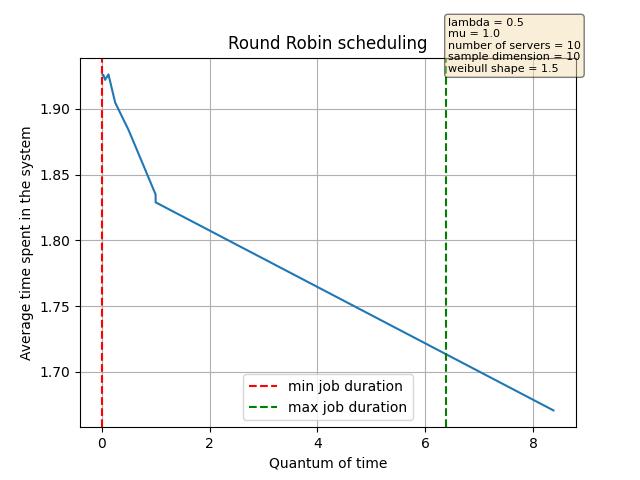 Round Robin scheduling
lambda = 0.5
mu = 1.0
number of servers = 10
sample dimension = 10
weibull shape = 1.5
Average time spent in the system
1.90
1.85
1.80
1.75
1.70
min job duration
max job duration
0 2 4 6 8
Quantum of time